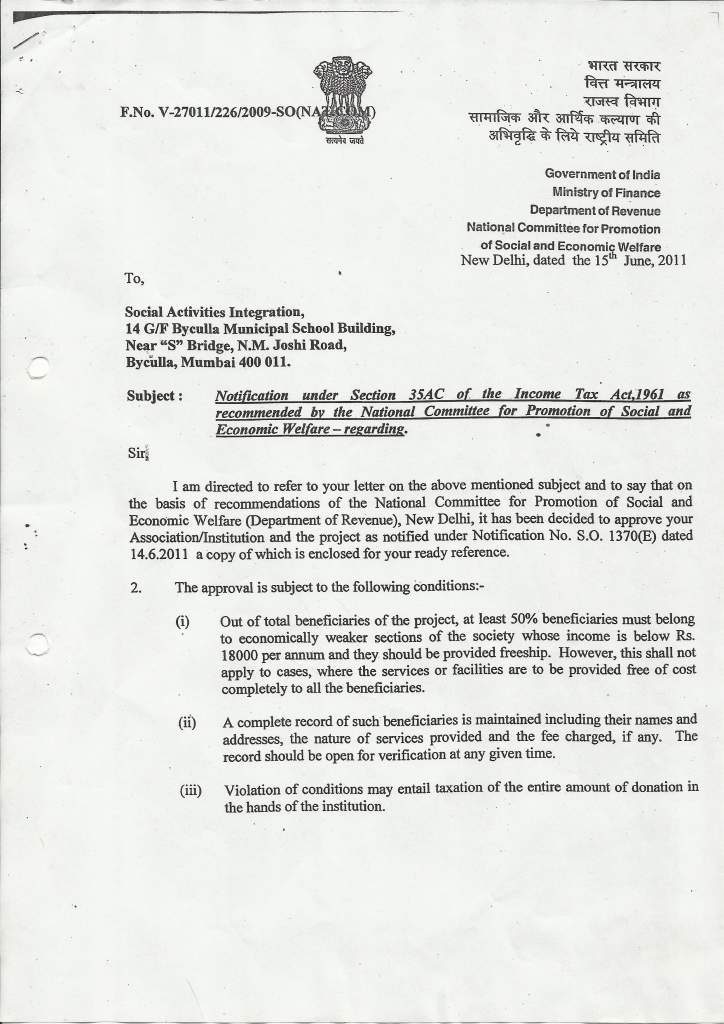 F.No. V-27011/226/2009-SO(NAT.COM)
सत्यमेव जयते
भारत सरकार
वित्त मन्त्रालय
राजस्व विभाग
सामाजिक और आर्थिक कल्याण की
अभिवृद्धि के लिये राष्ट्रीय समिति
Government of India
Ministry of Finance
Department of Revenue
National Committee for Promotion
of Social and Economic Welfare
New Delhi, dated the 15th June, 2011
To,
Social Activities Integration,
14 G/F Byculla Municipal School Building,
Near “S” Bridge, N.M. Joshi Road,
Byculla, Mumbai 400 011.
Subject : Notification under Section 35AC of the Income Tax Act,1961 as
recommended by the National Committee for Promotion of Social and
Economic Welfare – regarding.
Sir,
I am directed to refer to your letter on the above mentioned subject and to say that on
the basis of recommendations of the National Committee for Promotion of Social and
Economic Welfare (Department of Revenue), New Delhi, it has been decided to approve your
Association/Institution and the project as notified under Notification No. S.O. 1370(E) dated
14.6.2011 a copy of which is enclosed for your ready reference.
2. The approval is subject to the following conditions:-
(i) Out of total beneficiaries of the project, at least 50% beneficiaries must belong
to economically weaker sections of the society whose income is below Rs.
18000 per annum and they should be provided freeship. However, this shall not
apply to cases, where the services or facilities are to be provided free of cost
completely to all the beneficiaries.
(ii) A complete record of such beneficiaries is maintained including their names and
addresses, the nature of services provided and the fee charged, if any. The
record should be open for verification at any given time.
(iii) Violation of conditions may entail taxation of the entire amount of donation in
the hands of the institution.